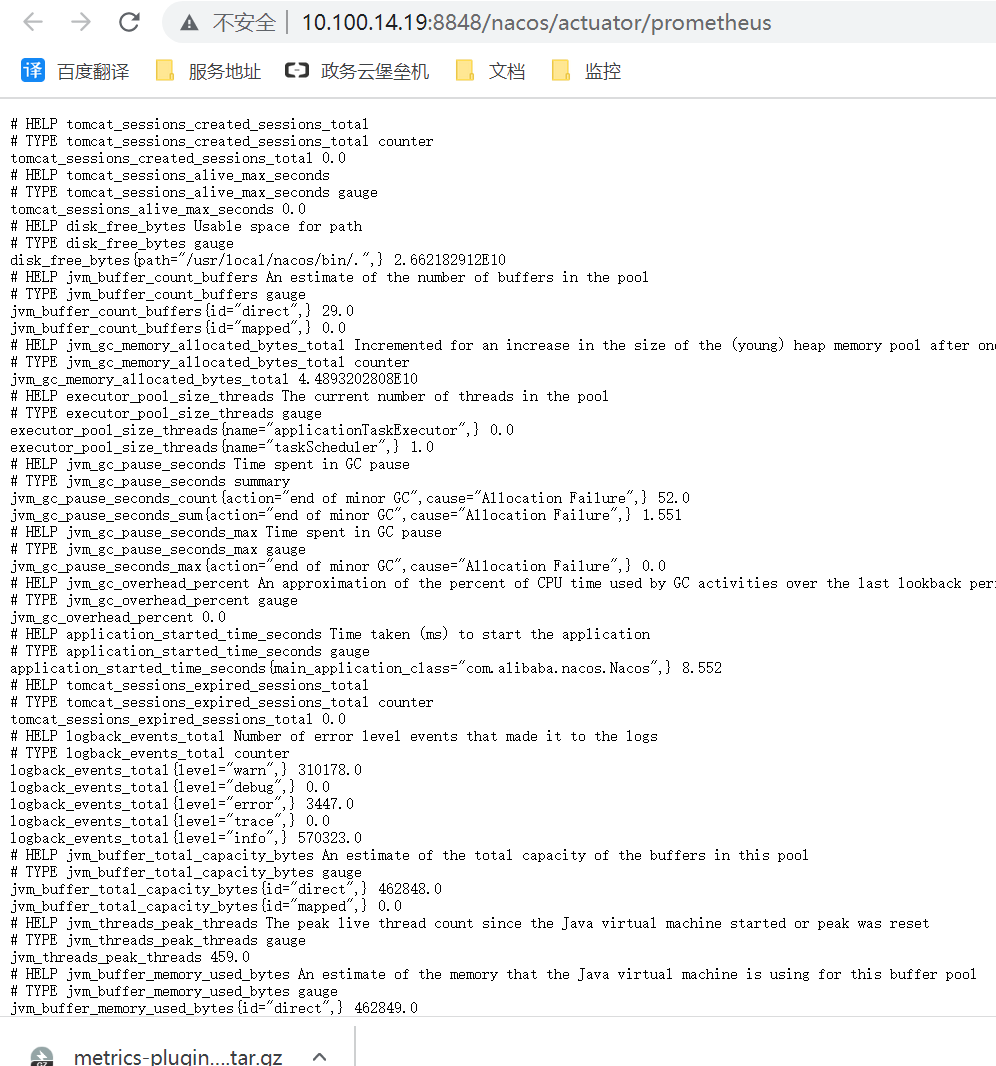 不安全 | 10.100.14.19:8848/nacos/actuator/prometheus
译 百度翻译 服务地址 政务云堡垒机 文档 监控
# HELP tomcat_sessions_created_sessions_total
# TYPE tomcat_sessions_created_sessions_total counter
tomcat_sessions_created_sessions_total 0.0
# HELP tomcat_sessions_alive_max_seconds
# TYPE tomcat_sessions_alive_max_seconds gauge
tomcat_sessions_alive_max_seconds 0.0
# HELP disk_free_bytes Usable space for path
# TYPE disk_free_bytes gauge
disk_free_bytes{path="/usr/local/nacos/bin/.",} 2.662182912E10
# HELP jvm_buffer_count_buffers An estimate of the number of buffers in the pool
# TYPE jvm_buffer_count_buffers gauge
jvm_buffer_count_buffers{id="direct",} 29.0
jvm_buffer_count_buffers{id="mapped",} 0.0
# HELP jvm_gc_memory_allocated_bytes_total Incremented for an increase in the size of the (young) heap memory pool after one
# TYPE jvm_gc_memory_allocated_bytes_total counter
jvm_gc_memory_allocated_bytes_total 4.4893202808E10
# HELP executor_pool_size_threads The current number of threads in the pool
# TYPE executor_pool_size_threads gauge
executor_pool_size_threads{name="applicationTaskExecutor",} 0.0
executor_pool_size_threads{name="taskScheduler",} 1.0
# HELP jvm_gc_pause_seconds Time spent in GC pause
# TYPE jvm_gc_pause_seconds summary
jvm_gc_pause_seconds_count{action="end of minor GC",cause="Allocation Failure",} 52.0
jvm_gc_pause_seconds_sum{action="end of minor GC",cause="Allocation Failure",} 1.551
# HELP jvm_gc_pause_seconds_max Time spent in GC pause
# TYPE jvm_gc_pause_seconds_max gauge
jvm_gc_pause_seconds_max{action="end of minor GC",cause="Allocation Failure",} 0.0
# HELP jvm_gc_overhead_percent An approximation of the percent of CPU time used by GC activities over the last lookback peri
# TYPE jvm_gc_overhead_percent gauge
jvm_gc_overhead_percent 0.0
# HELP application_started_time_seconds Time taken (ms) to start the application
# TYPE application_started_time_seconds gauge
application_started_time_seconds{main_application_class="com.alibaba.nacos.Nacos",} 8.552
# HELP tomcat_sessions_expired_sessions_total
# TYPE tomcat_sessions_expired_sessions_total counter
tomcat_sessions_expired_sessions_total 0.0
# HELP logback_events_total Number of error level events that made it to the logs
# TYPE logback_events_total counter
logback_events_total{level="warn",} 310178.0
logback_events_total{level="debug",} 0.0
logback_events_total{level="error",} 3447.0
logback_events_total{level="trace",} 0.0
logback_events_total{level="info",} 570323.0
# HELP jvm_buffer_total_capacity_bytes An estimate of the total capacity of the buffers in this pool
# TYPE jvm_buffer_total_capacity_bytes gauge
jvm_buffer_total_capacity_bytes{id="direct",} 462848.0
jvm_buffer_total_capacity_bytes{id="mapped",} 0.0
# HELP jvm_threads_peak_threads The peak live thread count since the Java virtual machine started or peak was reset
# TYPE jvm_threads_peak_threads gauge
jvm_threads_peak_threads 459.0
# HELP jvm_buffer_memory_used_bytes An estimate of the memory that the Java virtual machine is using for this buffer pool
# TYPE jvm_buffer_memory_used_bytes gauge
jvm_buffer_memory_used_bytes{id="direct",} 462849.0
metrics-plugin....tar.gz